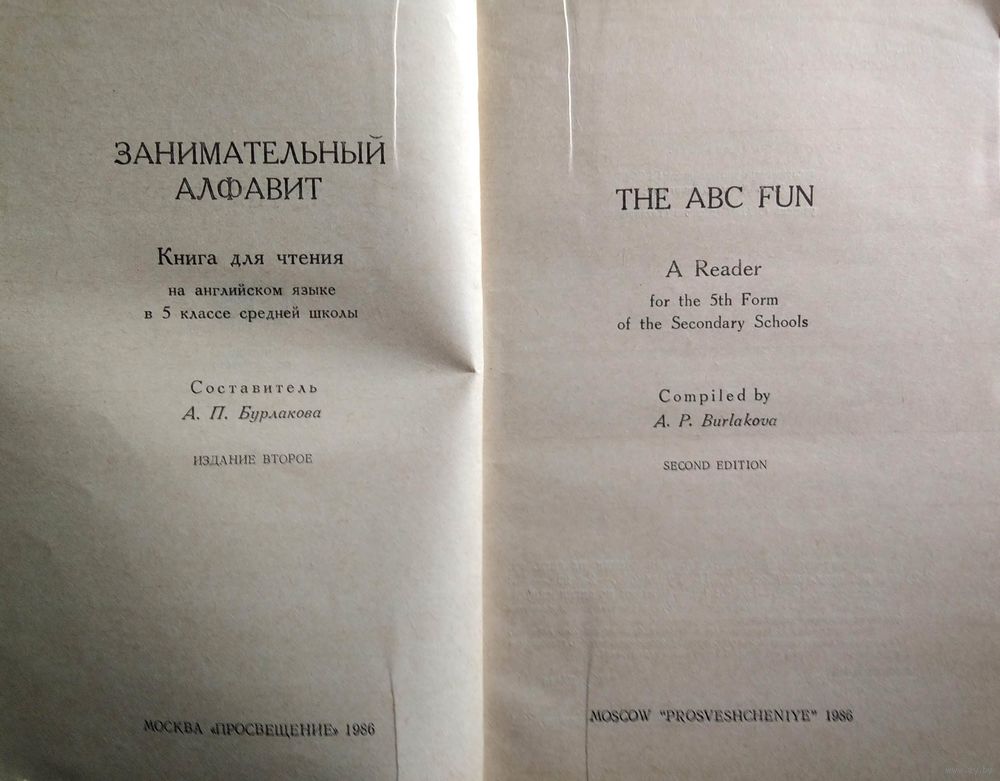 ЗАНИМАТЕЛЬНЫЙ
АЛФАВИТ
Книга для чтения
на английском языке
в 5 классе средней школы
Составитель
А. П. Бурлакова
ИЗДАНИЕ ВТОРОЕ
МОСКВА «ПРОСВЕЩЕНИЕ» 1986
THE ABC FUN
A Reader
for the 5th Form
of the Secondary Schools
Compiled by
A. P. Burlakova
SECOND EDITION
MOSCOW "PROSVESHCHENIYE" 1986